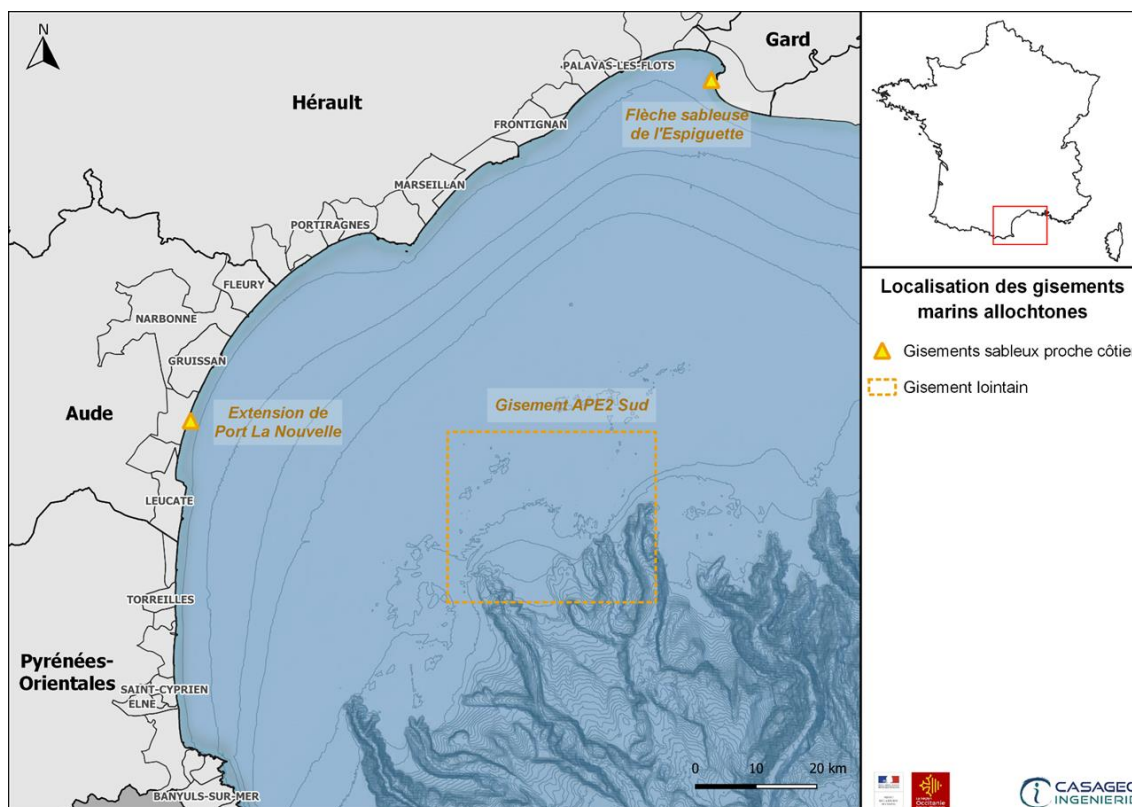 N
Gard
PALAVAS-LES-FLOTS
Hérault
Flèche sableuse
de l'Espiguette
FRONTIGNAN
MARSEILLAN
PORTIRAGNES
FLEURY
NARBONNE
GRUISSAN
Gisement APE2 Sud
Aude
Extension de
Port La Nouvelle
LEUCATE
TORREILLES
Pyrénées-
Orientales
SAINT-CYPRIEN
ELNE
BANYULS-SUR-MER
0 10 20 km
Localisation des gisements
marins allochtones
Gisements sableux proche côtier
Gisement lointain
Occitanie
CASAGEC
INGENIERIE